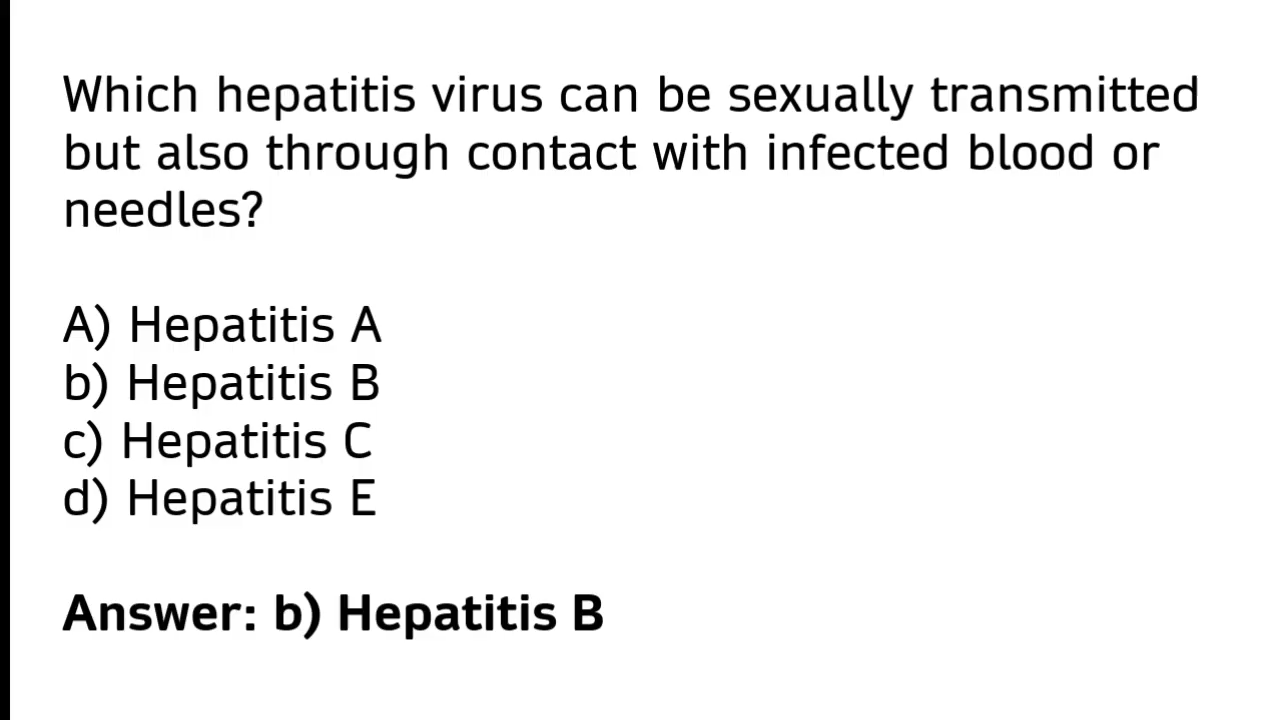 Which hepatitis virus can be sexually transmitted
but also through contact with infected blood or
needles?
A) Hepatitis A
b) Hepatitis B
c) Hepatitis C
d) Hepatitis E
Answer: b) Hepatitis B